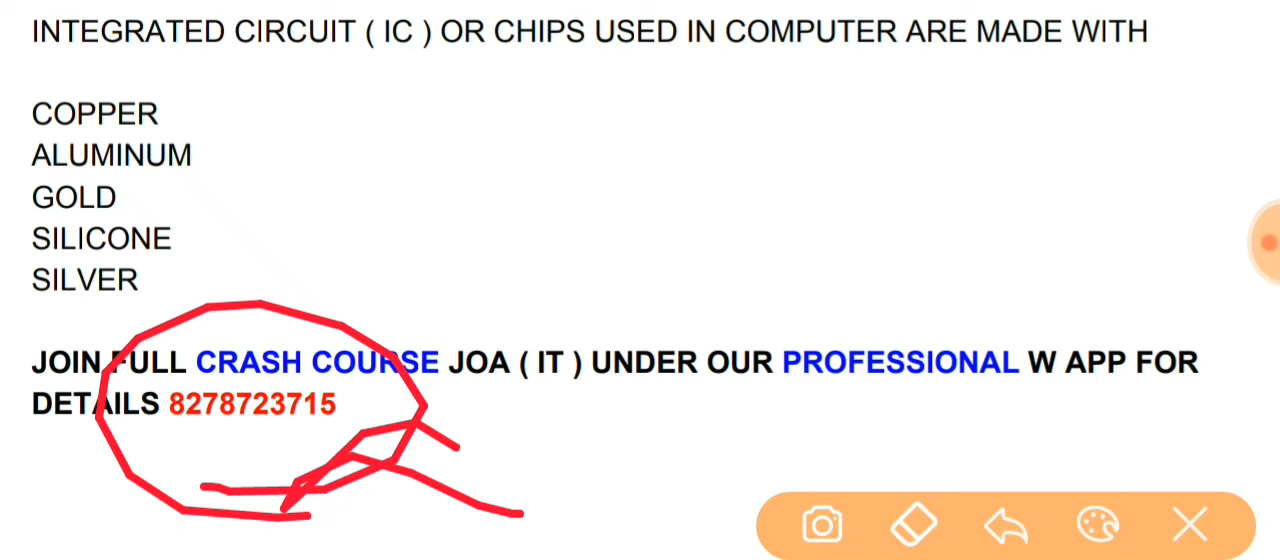 INTEGRATED CIRCUIT ( IC ) OR CHIPS USED IN COMPUTER ARE MADE WITH
COPPER
ALUMINUM
GOLD
SILICONE
SILVER
JOIN FULL CRASH COURSE JOA ( IT ) UNDER OUR PROFESSIONAL W APP FOR
DETAILS 8278723715